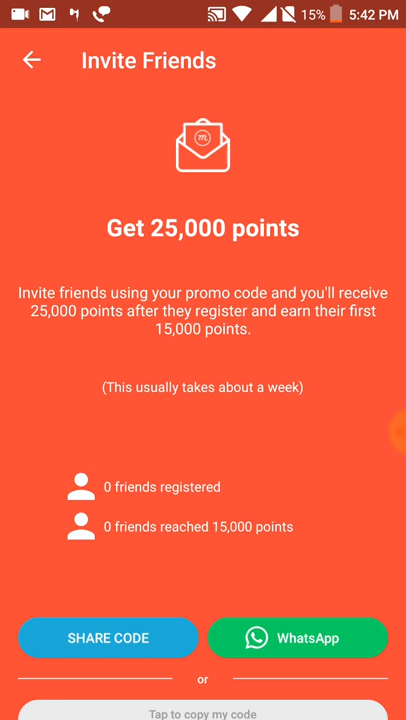 15% 5:42 PM
Invite Friends
m
Get 25,000 points
Invite friends using your promo code and you'll receive
25,000 points after they register and earn their first
15,000 points.
(This usually takes about a week)
0 friends registered
0 friends reached 15,000 points
SHARE CODE
WhatsApp
or
Tap to copy my code